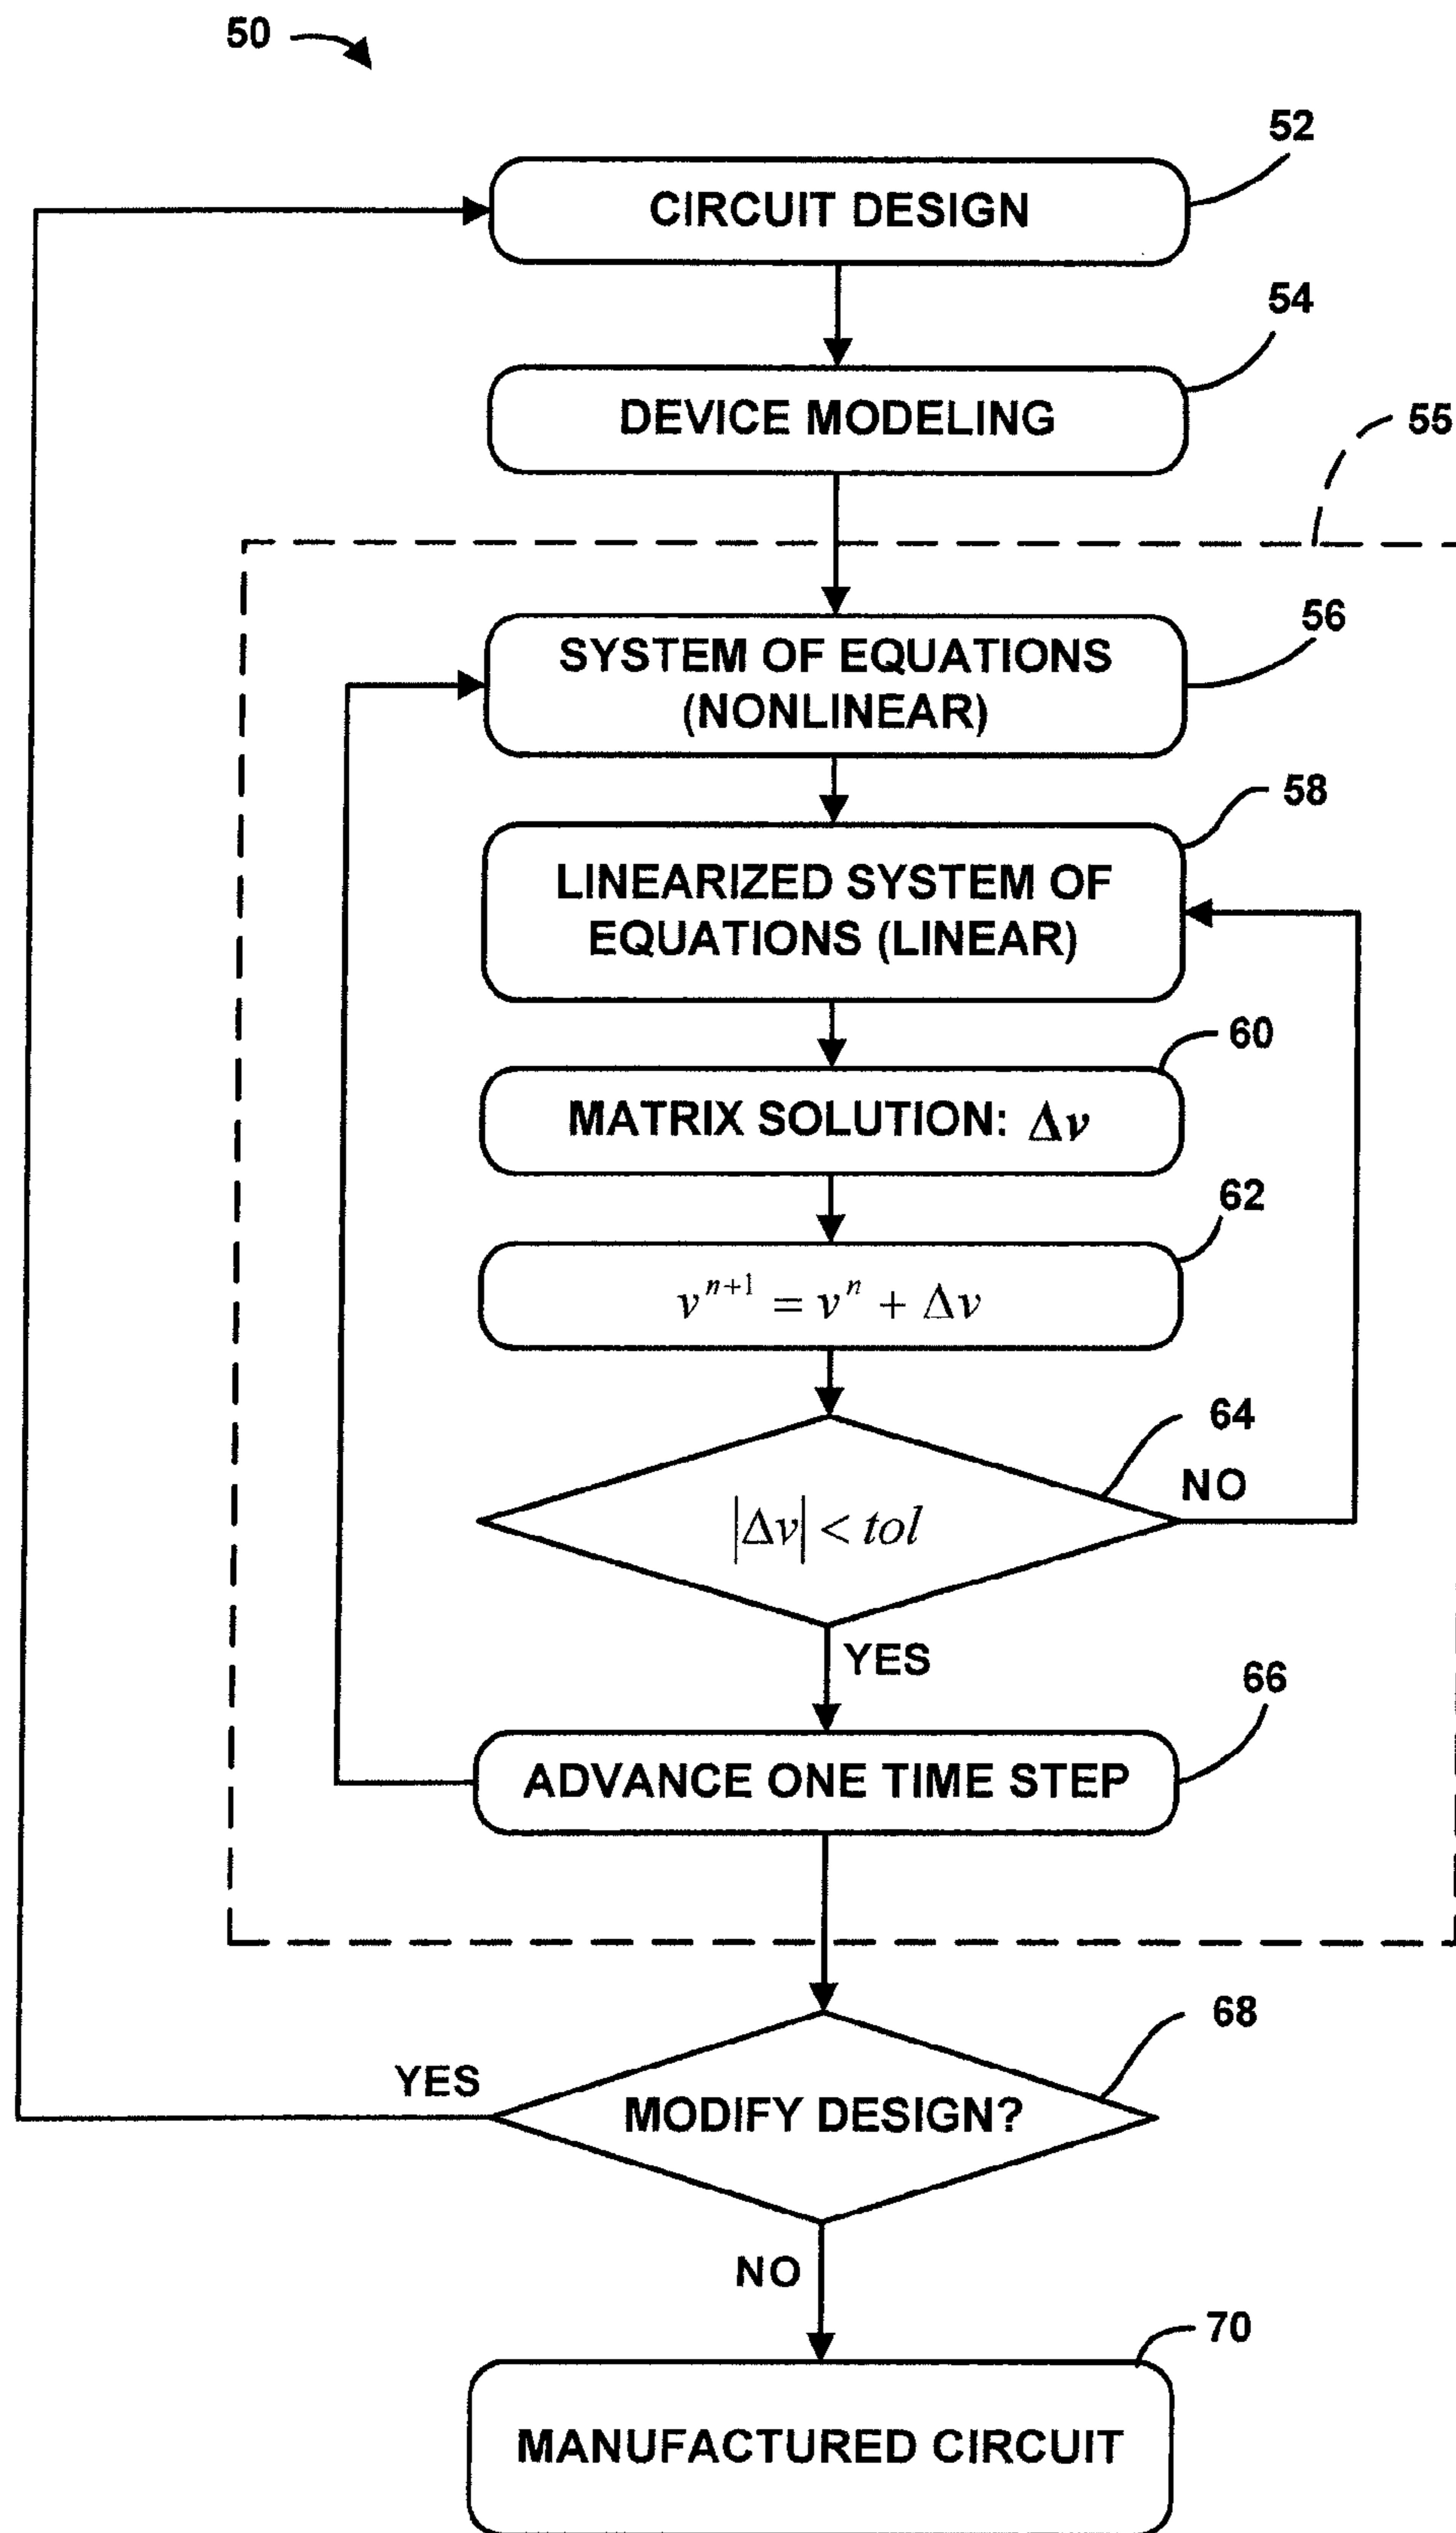 50
52
CIRCUIT DESIGN
54
DEVICE MODELING
55
56
SYSTEM OF EQUATIONS
(NONLINEAR)
58
LINEARIZED SYSTEM OF
EQUATIONS (LINEAR)
60
MATRIX SOLUTION: Δv
62
vⁿ⁺¹ = vⁿ + Δv
64
NO
|Δv| < tol
YES
66
ADVANCE ONE TIME STEP
68
YES
MODIFY DESIGN?
NO
70
MANUFACTURED CIRCUIT